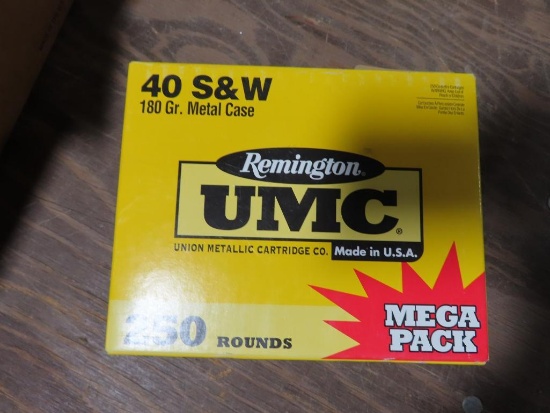 40 S&W
180 Gr. Metal Case
Remington®
UMC®
UNION METALLIC CARTRIDGE CO. Made in U.S.A.
250 ROUNDS
MEGA
PACK